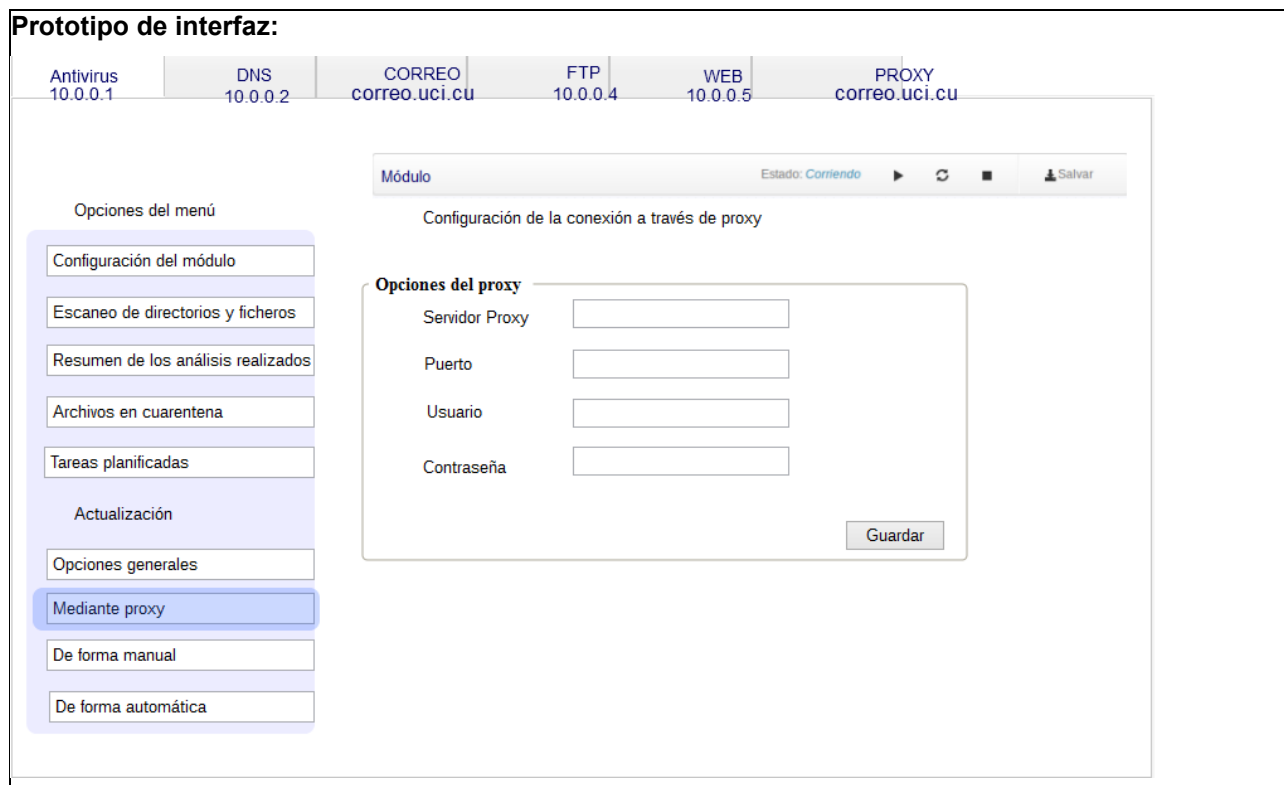 Prototipo de interfaz:
Antivirus
10.0.0.1
DNS
10.0.0.2
CORREO
correo.uci.cu
FTP
10.0.0.4
WEB
10.0.0.5
PROXY
correo.uci.cu
Módulo
Estado: Corriendo
Salvar
Opciones del menú
Configuración del módulo
Escaneo de directorios y ficheros
Resumen de los análisis realizados
Archivos en cuarentena
Tareas planificadas
Actualización
Opciones generales
Mediante proxy
De forma manual
De forma automática
Configuración de la conexión a través de proxy
Opciones del proxy
Servidor Proxy
Puerto
Usuario
Contraseña
Guardar